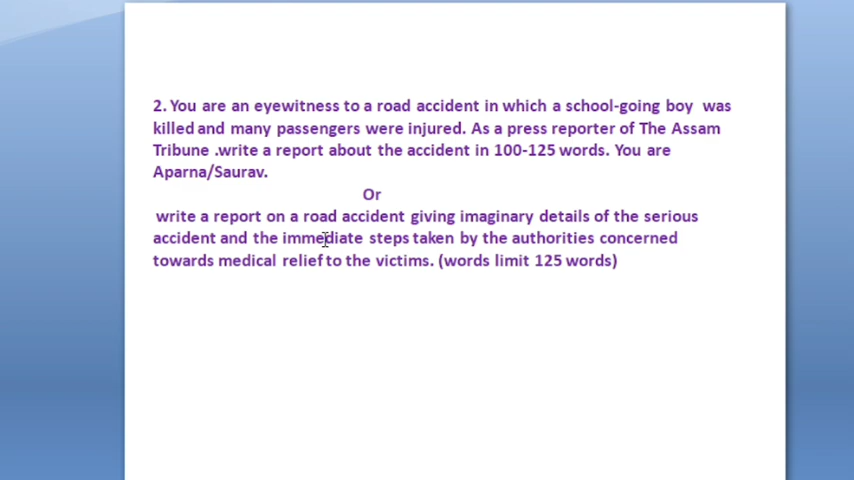 2. You are an eyewitness to a road accident in which a school-going boy was
killed and many passengers were injured. As a press reporter of The Assam
Tribune .write a report about the accident in 100-125 words. You are
Aparna/Saurav.
Or
write a report on a road accident giving imaginary details of the serious
accident and the immediate steps taken by the authorities concerned
towards medical relief to the victims. (words limit 125 words)